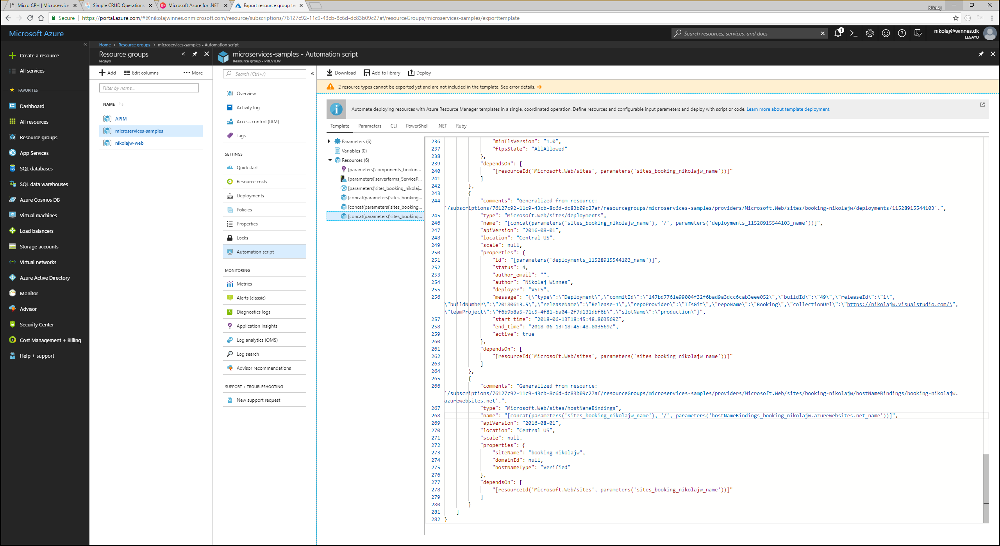 Micro CPH | Microservice
Simple CRUD Operations
Microsoft Azure for .NET
Export resource group te
Nikolaj
Secure
https://portal.azure.com/#@nikolajwinnes.onmicrosoft.com/resource/subscriptions/76127c92-11c9-43cb-8c6d-dc83b09c27af/resourceGroups/microservices-samples/exporttemplate
Microsoft Azure
Search resources, services, and docs
1
nikolaj@winnes.dk
LEGAYO
Create a resource
All services
FAVORITES
Dashboard
All resources
Resource groups
App Services
SQL databases
SQL data warehouses
Azure Cosmos DB
Virtual machines
Load balancers
Storage accounts
Virtual networks
Azure Active Directory
Monitor
Advisor
Security Center
Cost Management + Billing
Help + support
Home > Resource groups > microservices-samples - Automation script
Resource groups
legayo
Add
Edit columns
More
Filter by name...
NAME
APIM
microservices-samples
nikolajw-web
microservices-samples - Automation script
Resource group - PREVIEW
Search (Ctrl+/)
Overview
Activity log
Access control (IAM)
Tags
SETTINGS
Quickstart
Resource costs
Deployments
Policies
Properties
Locks
Automation script
MONITORING
Metrics
Alerts (classic)
Diagnostics logs
Application insights
Log analytics (OMS)
Log search
Advisor recommendations
SUPPORT + TROUBLESHOOTING
New support request
Download
Add to library
Deploy
2 resource types cannot be exported yet and are not included in the template. See error details.
Automate deploying resources with Azure Resource Manager templates in a single, coordinated operation. Define resources and configurable input parameters and deploy with script or code. Learn more about template deployment.
Template
Parameters
CLI
PowerShell
.NET
Ruby
Parameters (6)
Variables (0)
Resources (6)
[parameters('components_bookin...
[parameters('serverfarms_ServiceP...
[parameters('sites_booking_nikolaj...
[concat(parameters('sites_booking...
[concat(parameters('sites_booking...
[concat(parameters('sites_booking...
236 "minTlsVersion": "1.0",
237 "ftpsState": "AllAllowed"
238 },
239 "dependsOn": [
240 "[resourceId('Microsoft.Web/sites', parameters('sites_booking_nikolajw_name'))]"
241 ]
242 },
243 {
244 "comments": "Generalized from resource:
'/subscriptions/76127c92-11c9-43cb-8c6d-dc83b09c27af/resourcegroups/microservices-samples/providers/Microsoft.Web/sites/booking-nikolajw/deployments/11528915544103'.",
245 "type": "Microsoft.Web/sites/deployments",
246 "name": "[concat(parameters('sites_booking_nikolajw_name'), '/', parameters('deployments_11528915544103_name'))]",
247 "apiVersion": "2016-08-01",
248 "location": "Central US",
249 "scale": null,
250 "properties": {
251 "id": "[parameters('deployments_11528915544103_name')]",
252 "status": 4,
253 "author_email": "",
254 "author": "Nikolaj Winnes",
255 "deployer": "VSTS",
256 "message": "{\"type\":\"Deployment\",\"commitId\":\"147bd7761e99004f32f6bad9a3dcc6cab3eee052\",\"buildId\":\"49\",\"releaseId\":\"1\",
\"buildNumber\":\"20180613.5\",\"releaseName\":\"Release-1\",\"repoProvider\":\"TfsGit\",\"repoName\":\"Booking\",\"collectionUrl\":\"https://nikolajw.visualstudio.com/\",
\"teamProject\":\"f6b9b8a5-71c5-4f81-ba04-2f7d131dbf6b\",\"slotName\":\"production\"}",
257 "start_time": "2018-06-13T18:45:48.803569Z",
258 "end_time": "2018-06-13T18:45:48.803569Z",
259 "active": true
260 },
261 "dependsOn": [
262 "[resourceId('Microsoft.Web/sites', parameters('sites_booking_nikolajw_name'))]"
263 ]
264 },
265 {
266 "comments": "Generalized from resource:
'/subscriptions/76127c92-11c9-43cb-8c6d-dc83b09c27af/resourceGroups/microservices-samples/providers/Microsoft.Web/sites/booking-nikolajw/hostNameBindings/booking-nikolajw.
azurewebsites.net'.",
267 "type": "Microsoft.Web/sites/hostNameBindings",
268 "name": "[concat(parameters('sites_booking_nikolajw_name'), '/', parameters('hostNameBindings_booking_nikolajw.azurewebsites.net_name'))]",
269 "apiVersion": "2016-08-01",
270 "location": "Central US",
271 "scale": null,
272 "properties": {
273 "siteName": "booking-nikolajw",
274 "domainId": null,
275 "hostNameType": "Verified"
276 },
277 "dependsOn": [
278 "[resourceId('Microsoft.Web/sites', parameters('sites_booking_nikolajw_name'))]"
279 ]
280 }
281 ]
282 }